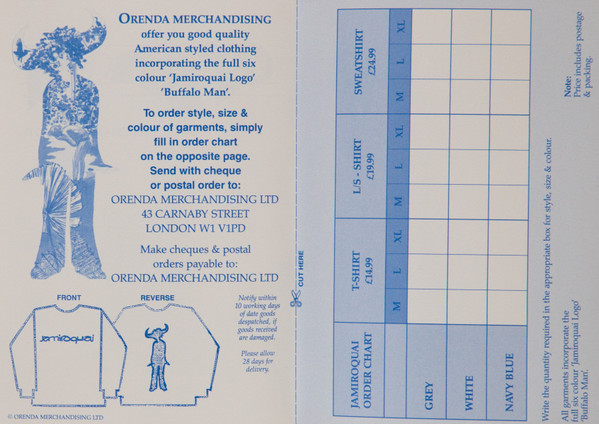 ORENDA MERCHANDISING
offer you good quality
American styled clothing
incorporating the full six
colour 'Jamiroquai Logo'
'Buffalo Man'.
To order style, size &
colour of garments, simply
fill in order chart
on the opposite page.
Send with cheque
or postal order to:
ORENDA MERCHANDISING LTD
43 CARNABY STREET
LONDON W1 V1PD
Make cheques & postal
orders payable to:
ORENDA MERCHANDISING LTD
FRONT
REVERSE
Jamiroquai
Notify within
10 working days
of date goods
despatched, if
goods received
are damaged.
Please allow
28 days for
delivery.
© ORENDA MERCHANDISING LTD
CUT HERE
JAMIROQUAI
ORDER CHART
T-SHIRT
£14.99
L/S - SHIRT
£19.99
SWEATSHIRT
£24.99
M L XL M L XL M L XL
GREY
WHITE
NAVY BLUE
Write the quantity required in the appropriate box for style, size & colour.
All garments incorporate the
full six colour 'Jamiroquai Logo'
'Buffalo Man'.
Note:
Price includes postage
& packing.